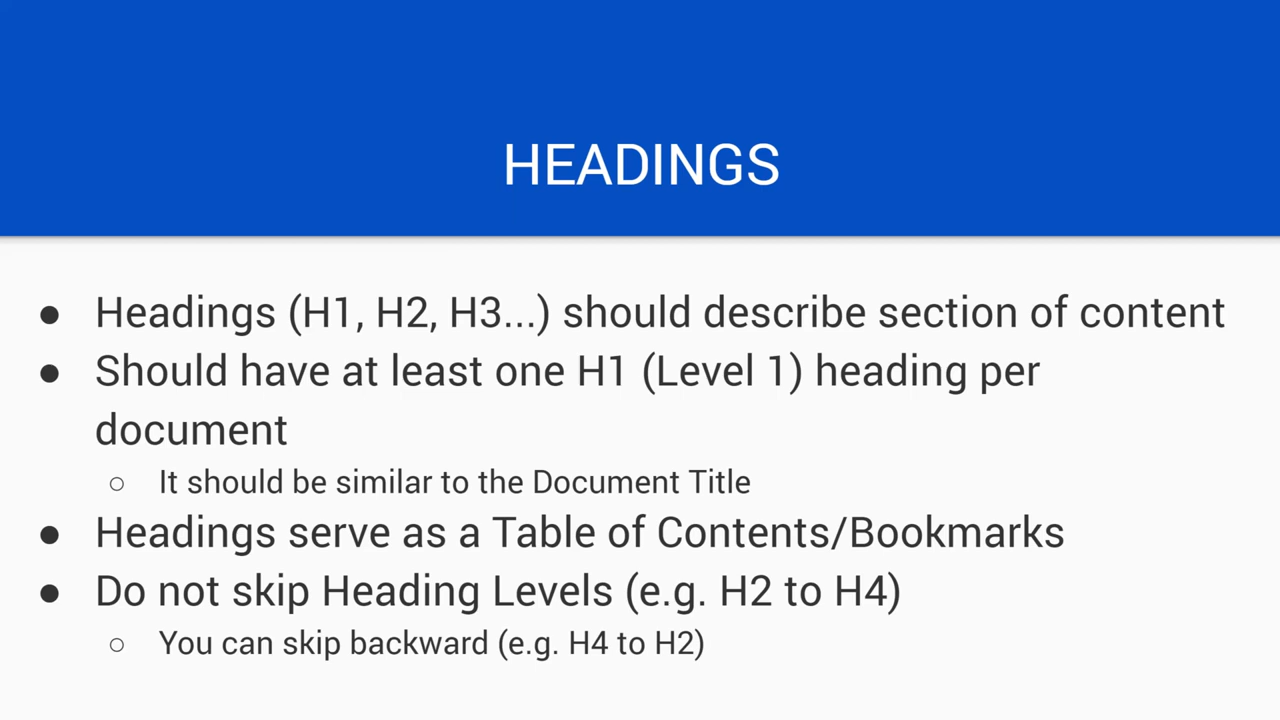 HEADINGS
● Headings (H1, H2, H3...) should describe section of content
● Should have at least one H1 (Level 1) heading per
document
○ It should be similar to the Document Title
● Headings serve as a Table of Contents/Bookmarks
● Do not skip Heading Levels (e.g. H2 to H4)
○ You can skip backward (e.g. H4 to H2)